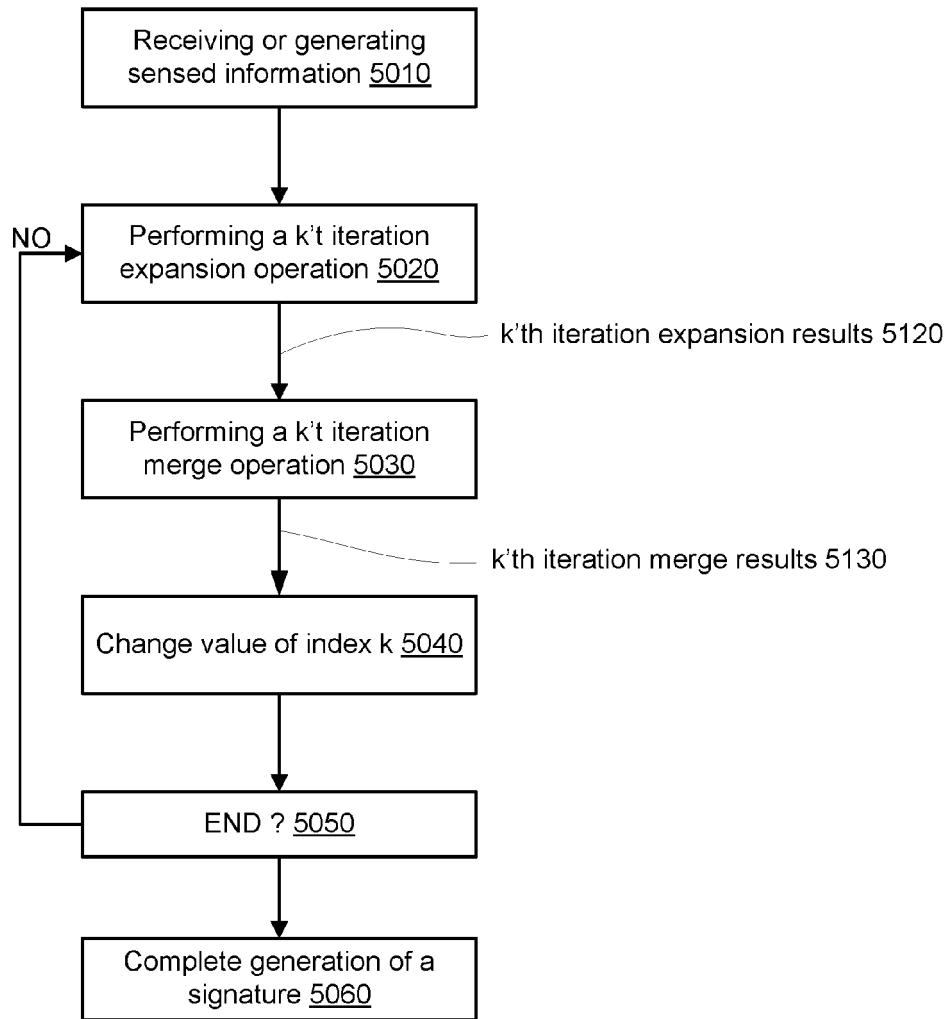 Receiving or generating
sensed information 5010
NO
Performing a k't iteration
expansion operation 5020
k'th iteration expansion results 5120
Performing a k't iteration
merge operation 5030
k'th iteration merge results 5130
Change value of index k 5040
END ? 5050
Complete generation of a
signature 5060